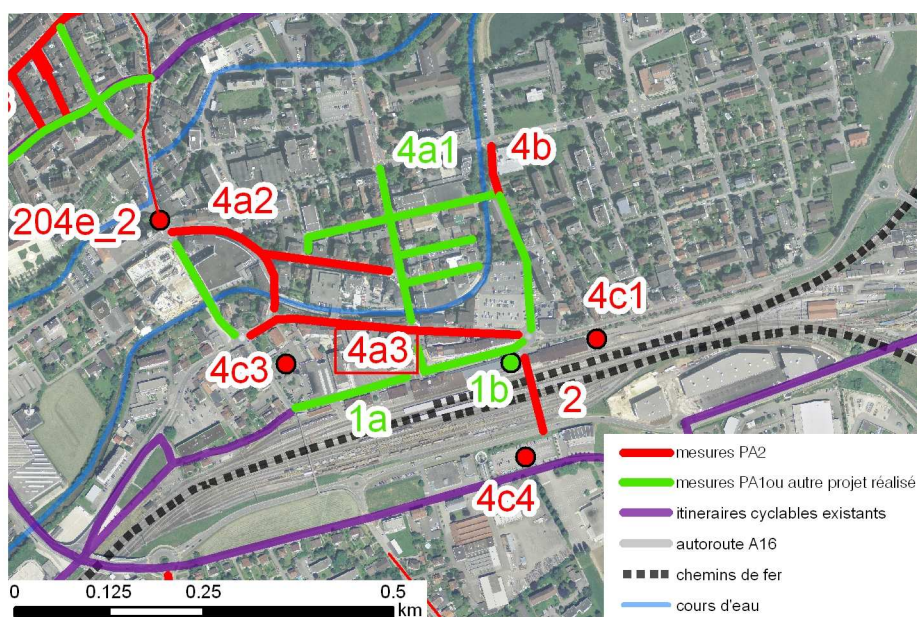 4a1
4b
204e_2
4a2
4c1
4c3
4a3
1a
1b
2
4c4
mesures PA2
mesures PA1ou autre projet réalisé
itineraires cyclables existants
autoroute A16
chemins de fer
cours d'eau
0 0.125 0.25 0.5
km